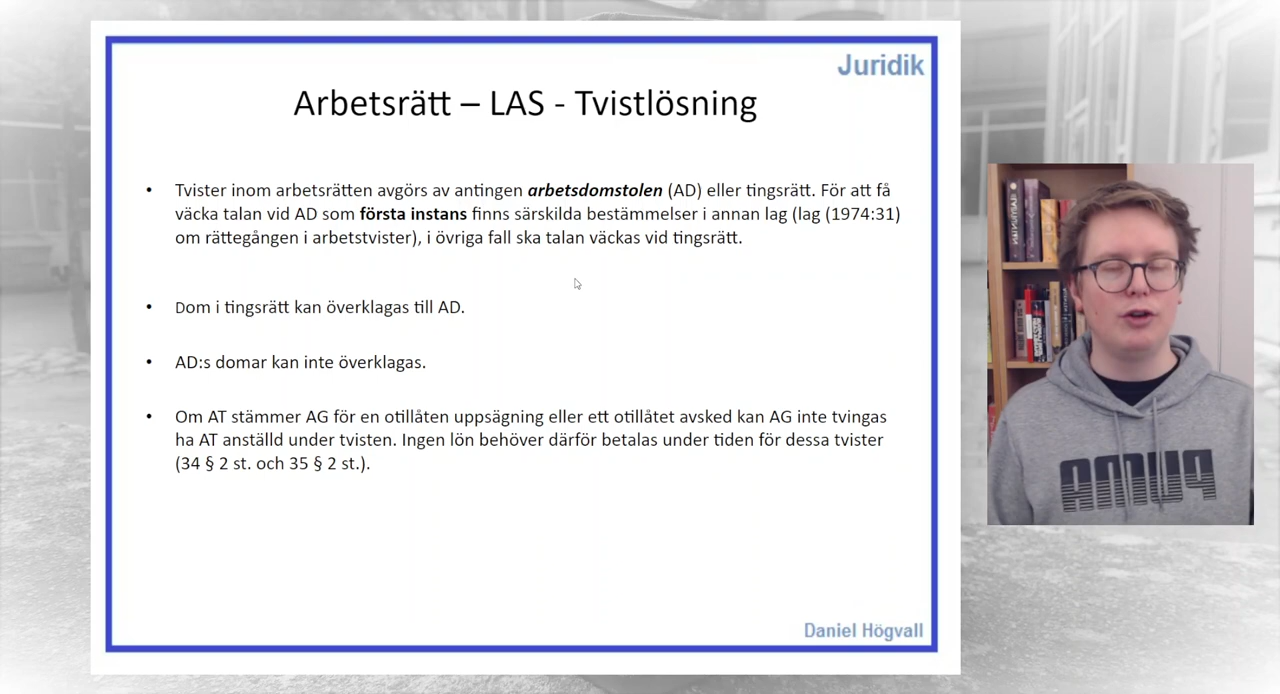 Juridik
Arbetsrätt – LAS - Tvistlösning
• Tvister inom arbetsrätten avgörs av antingen arbetsdomstolen (AD) eller tingsrätt. För att få
väcka talan vid AD som första instans finns särskilda bestämmelser i annan lag (lag (1974:31)
om rättegången i arbetstvister), i övriga fall ska talan väckas vid tingsrätt.
• Dom i tingsrätt kan överklagas till AD.
• AD:s domar kan inte överklagas.
• Om AT stämmer AG för en otillåten uppsägning eller ett otillåtet avsked kan AG inte tvingas
ha AT anställd under tvisten. Ingen lön behöver därför betalas under tiden för dessa tvister
(34 § 2 st. och 35 § 2 st.).
Daniel Högvall